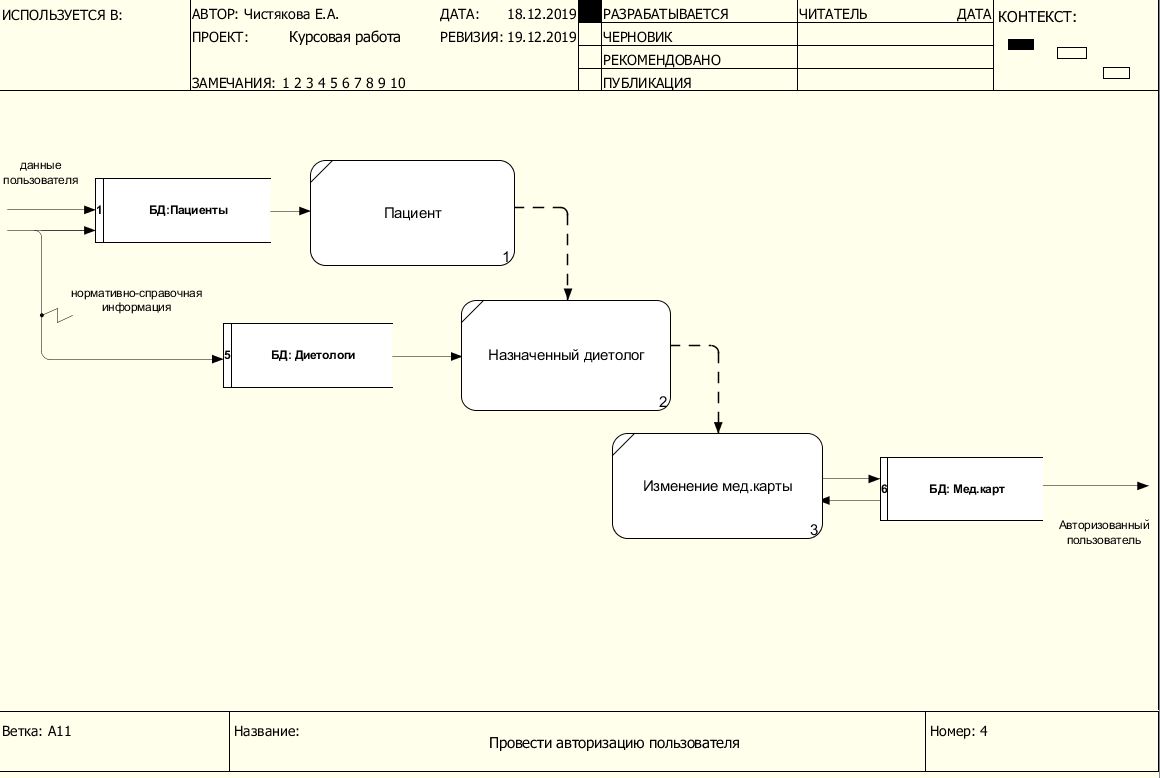 ИСПОЛЬЗУЕТСЯ В:
АВТОР: Чистякова Е.А.
ДАТА: 18.12.2019
РАЗРАБАТЫВАЕТСЯ
ЧИТАТЕЛЬ
ДАТА
КОНТЕКСТ:
ПРОЕКТ: Курсовая работа
РЕВИЗИЯ: 19.12.2019
ЧЕРНОВИК
РЕКОМЕНДОВАНО
ЗАМЕЧАНИЯ: 1 2 3 4 5 6 7 8 9 10
ПУБЛИКАЦИЯ
данные
пользователя
1
БД:Пациенты
Пациент
1
нормативно-справочная
информация
5
БД: Диетологи
Назначенный диетолог
2
Изменение мед.карты
3
6
БД: Мед.карт
Авторизованный
пользователь
Ветка: A11
Название:
Провести авторизацию пользователя
Номер: 4